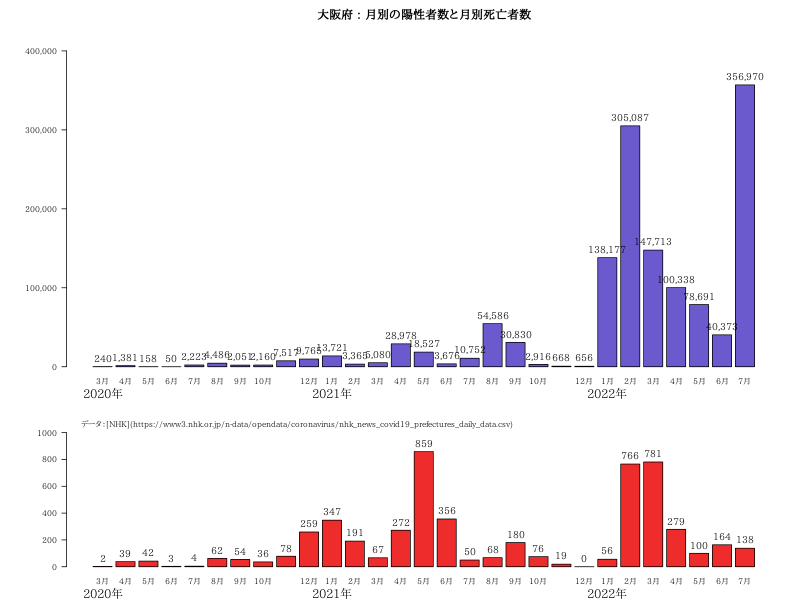 大阪府：月別の陽性者数と月別死亡者数
400,000
300,000
200,000
100,000
0
240 1,381 158 50 2,223 4,486 2,051 2,160 7,517 9,765 13,721 3,365 5,080 28,978 18,527 3,676 10,752 54,586 30,830 2,916 668 656 138,177 305,087 147,713 100,338 78,691 40,373 356,970
3月 4月 5月 6月 7月 8月 9月 10月 12月 1月 2月 3月 4月 5月 6月 7月 8月 9月 10月 12月 1月 2月 3月 4月 5月 6月 7月
2020年 2021年 2022年
データ：[NHK](https://www3.nhk.or.jp/n-data/opendata/coronavirus/nhk_news_covid19_prefectures_daily_data.csv)
1000
800
600
400
200
0
2 39 42 3 4 62 54 36 78 259 347 191 67 272 859 356 50 68 180 76 19 0 56 766 781 279 100 164 138
3月 4月 5月 6月 7月 8月 9月 10月 12月 1月 2月 3月 4月 5月 6月 7月 8月 9月 10月 12月 1月 2月 3月 4月 5月 6月 7月
2020年 2021年 2022年